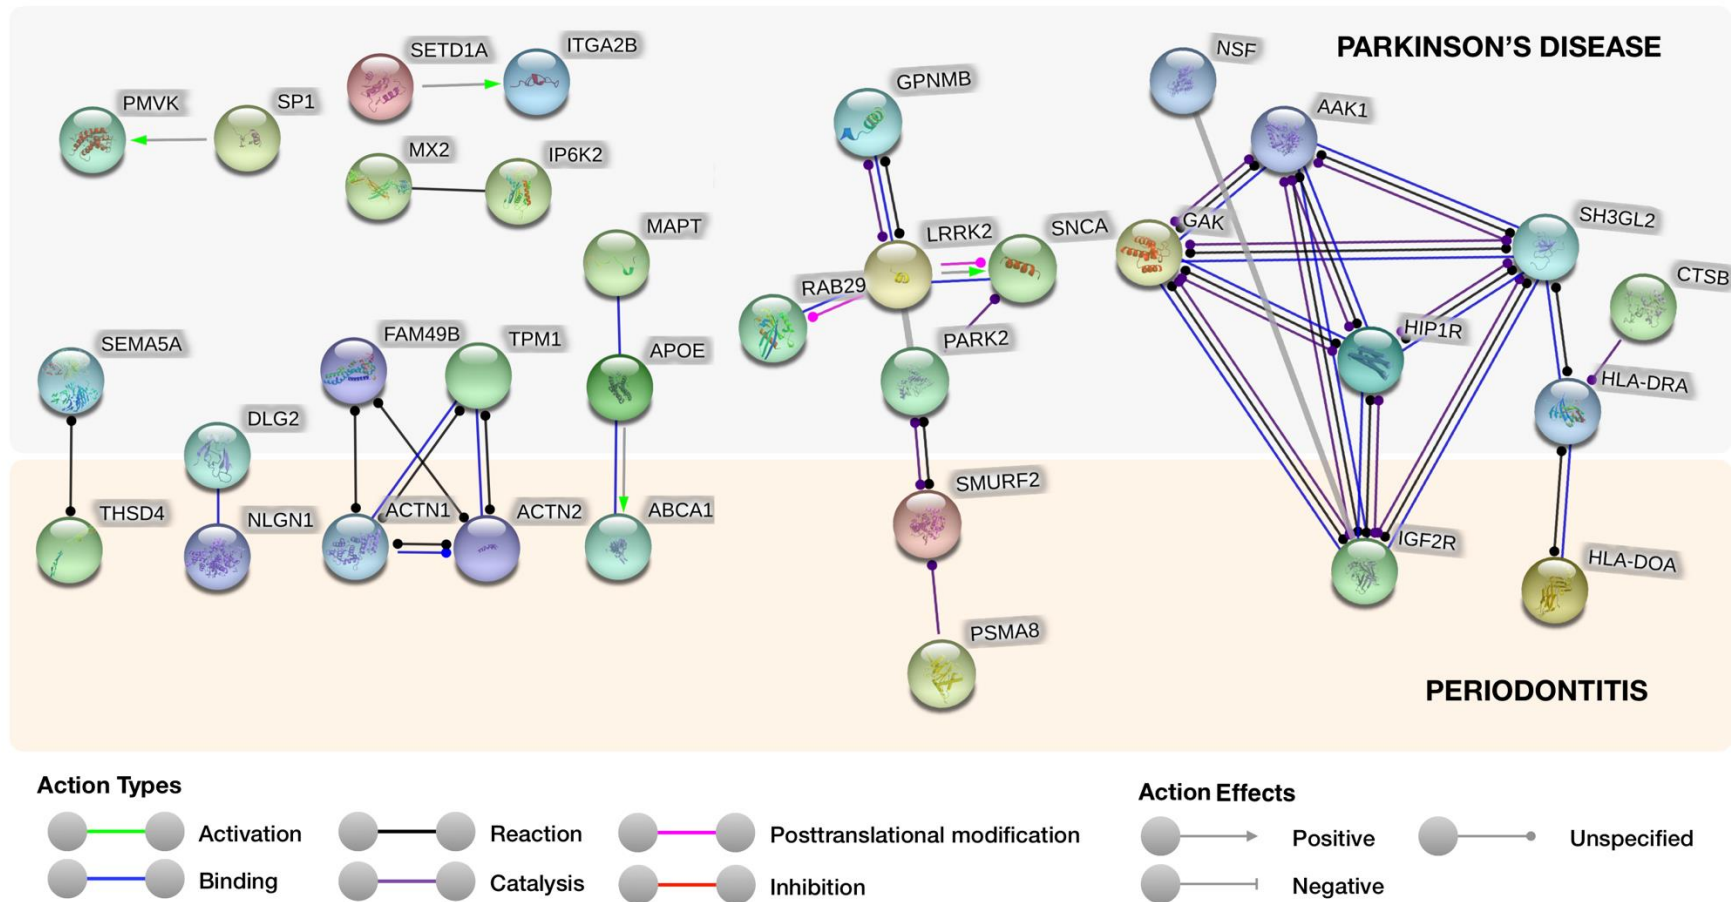 PARKINSON'S DISEASE
SETD1A
ITGA2B
NSF
GPNMB
AAK1
PMVK
SP1
MX2
IP6K2
MAPT
LRRK2
SNCA
GAK
SH3GL2
CTSB
RAB29
SEMA5A
FAM49B
TPM1
APOE
PARK2
HIP1R
HLA-DRA
DLG2
THSD4
NLGN1
ACTN1
ACTN2
ABCA1
SMURF2
IGF2R
HLA-DOA
PSMA8
PERIODONTITIS
Action Types
Activation
Reaction
Posttranslational modification
Binding
Catalysis
Inhibition
Action Effects
Positive
Unspecified
Negative